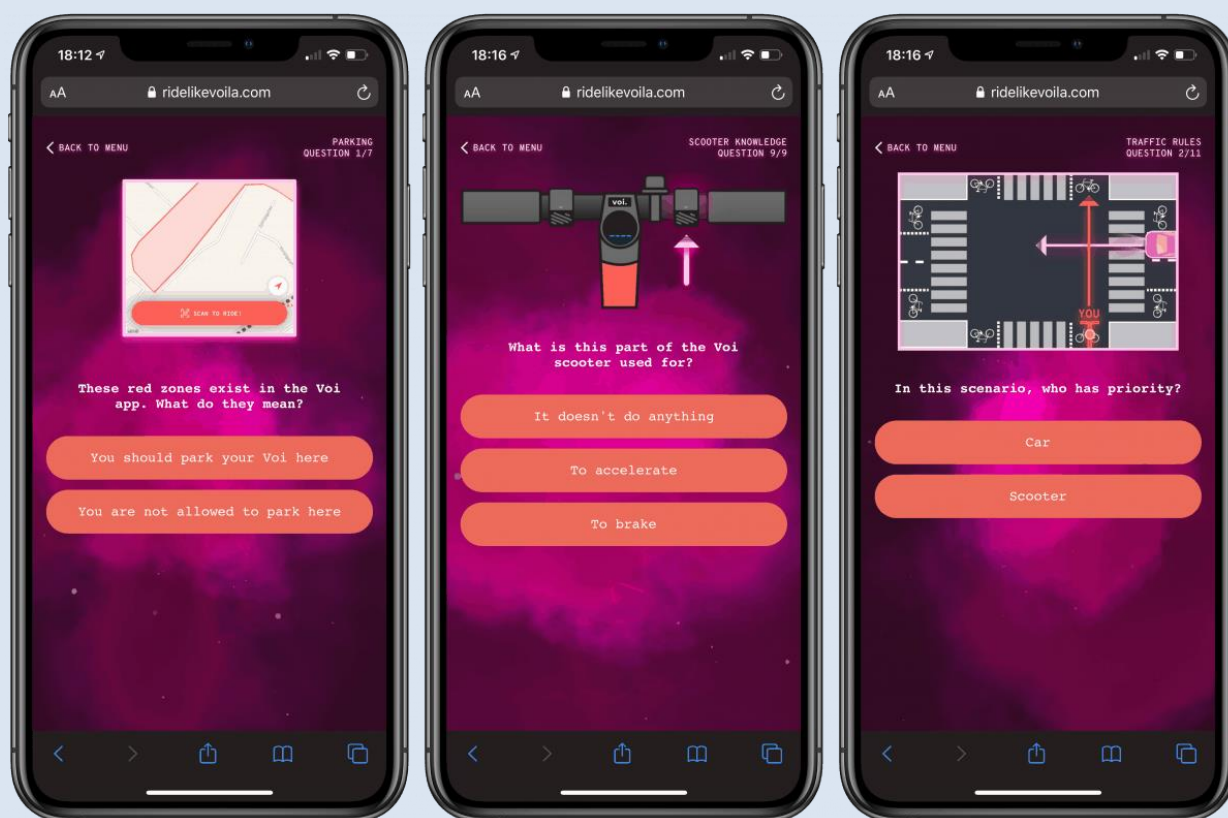 18:12
AA ridelikevoila.com
BACK TO MENU
PARKING
QUESTION 1/7
SCAN TO RIDE!
These red zones exist in the Voi
app. What do they mean?
You should park your Voi here
You are not allowed to park here
18:16
AA ridelikevoila.com
BACK TO MENU
SCOOTER KNOWLEDGE
QUESTION 9/9
voi.
What is this part of the Voi
scooter used for?
It doesn't do anything
To accelerate
To brake
18:16
AA ridelikevoila.com
BACK TO MENU
TRAFFIC RULES
QUESTION 2/11
YOU
In this scenario, who has priority?
Car
Scooter